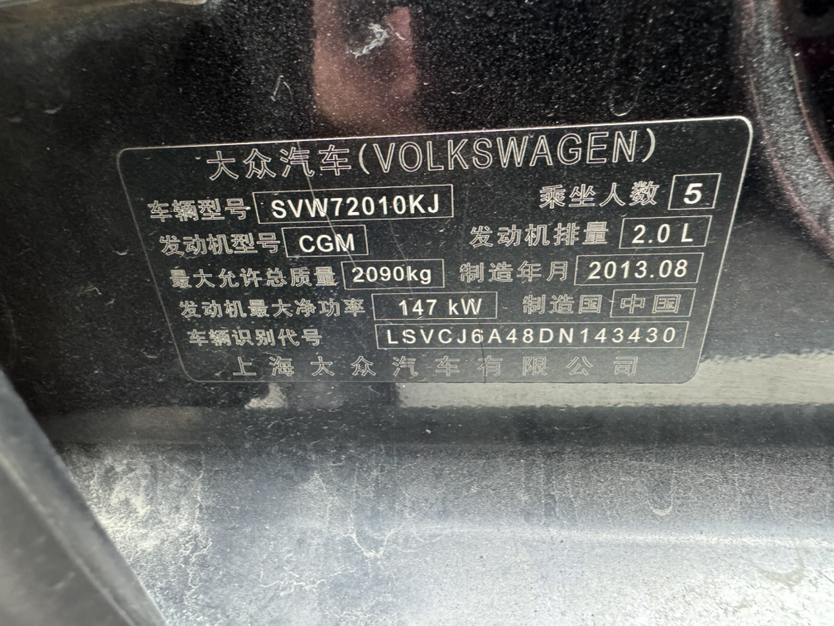 大众汽车(VOLKSWAGEN)
车辆型号 SVW72010KJ 乘坐人数 5
发动机型号 CGM 发动机排量 2.0 L
最大允许总质量 2090kg 制造年月 2013.08
发动机最大净功率 147 kW 制造国 中国
车辆识别代号 LSVCJ6A48DN143430
上海大众汽车有限公司